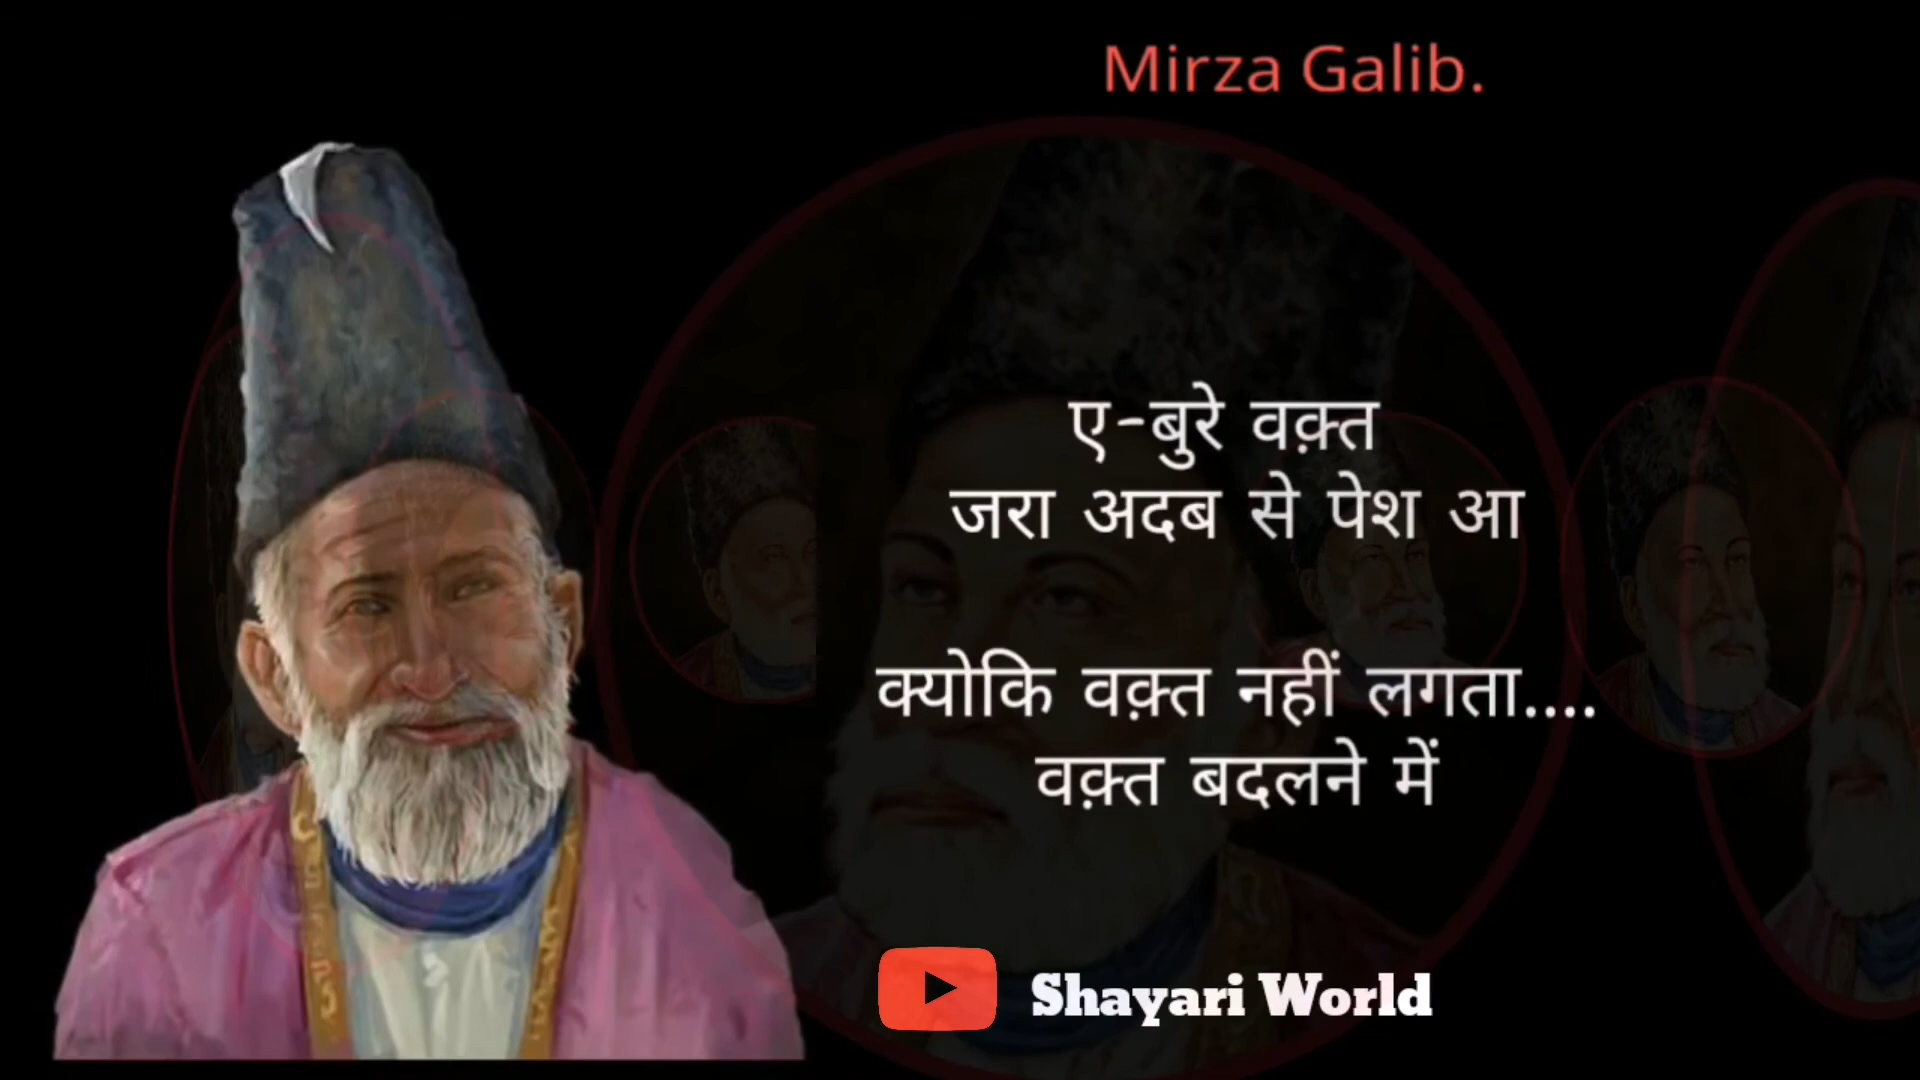 Mirza Galib.
ए-बुरे वक़्त
जरा अदब से पेश आ
क्योकि वक़्त नहीं लगता....
वक़्त बदलने में
Shayari World